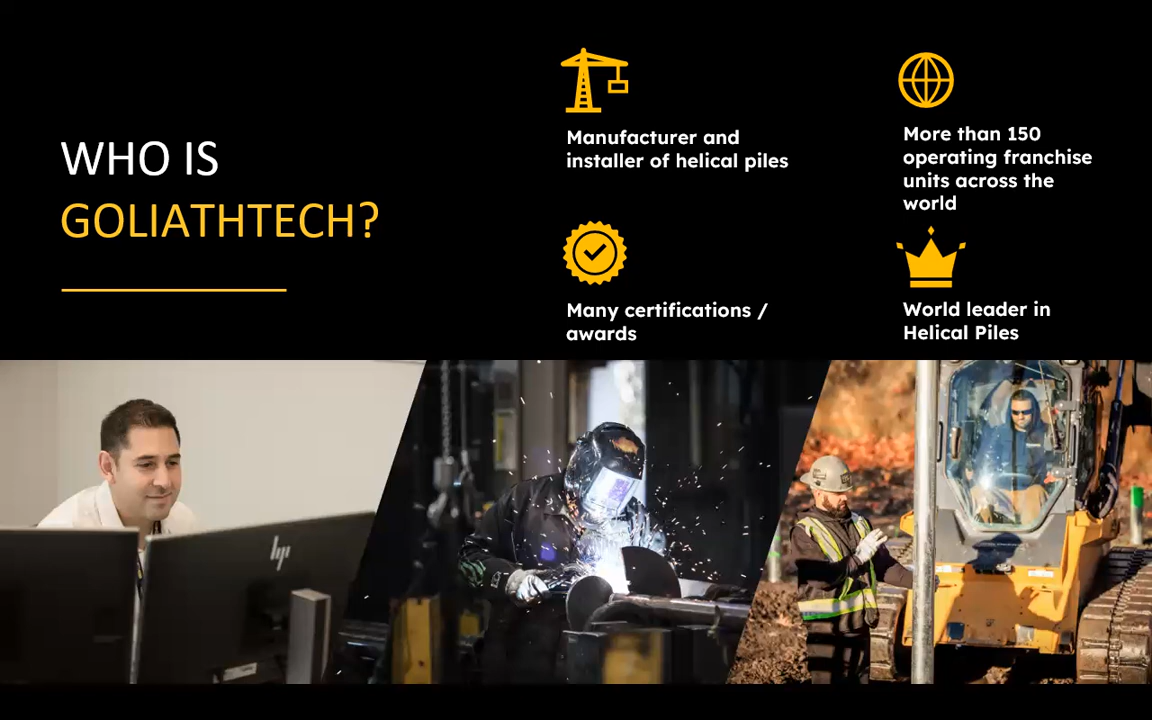 WHO IS
GOLIATHTECH?
Manufacturer and
installer of helical piles
More than 150
operating franchise
units across the
world
Many certifications /
awards
World leader in
Helical Piles
hp